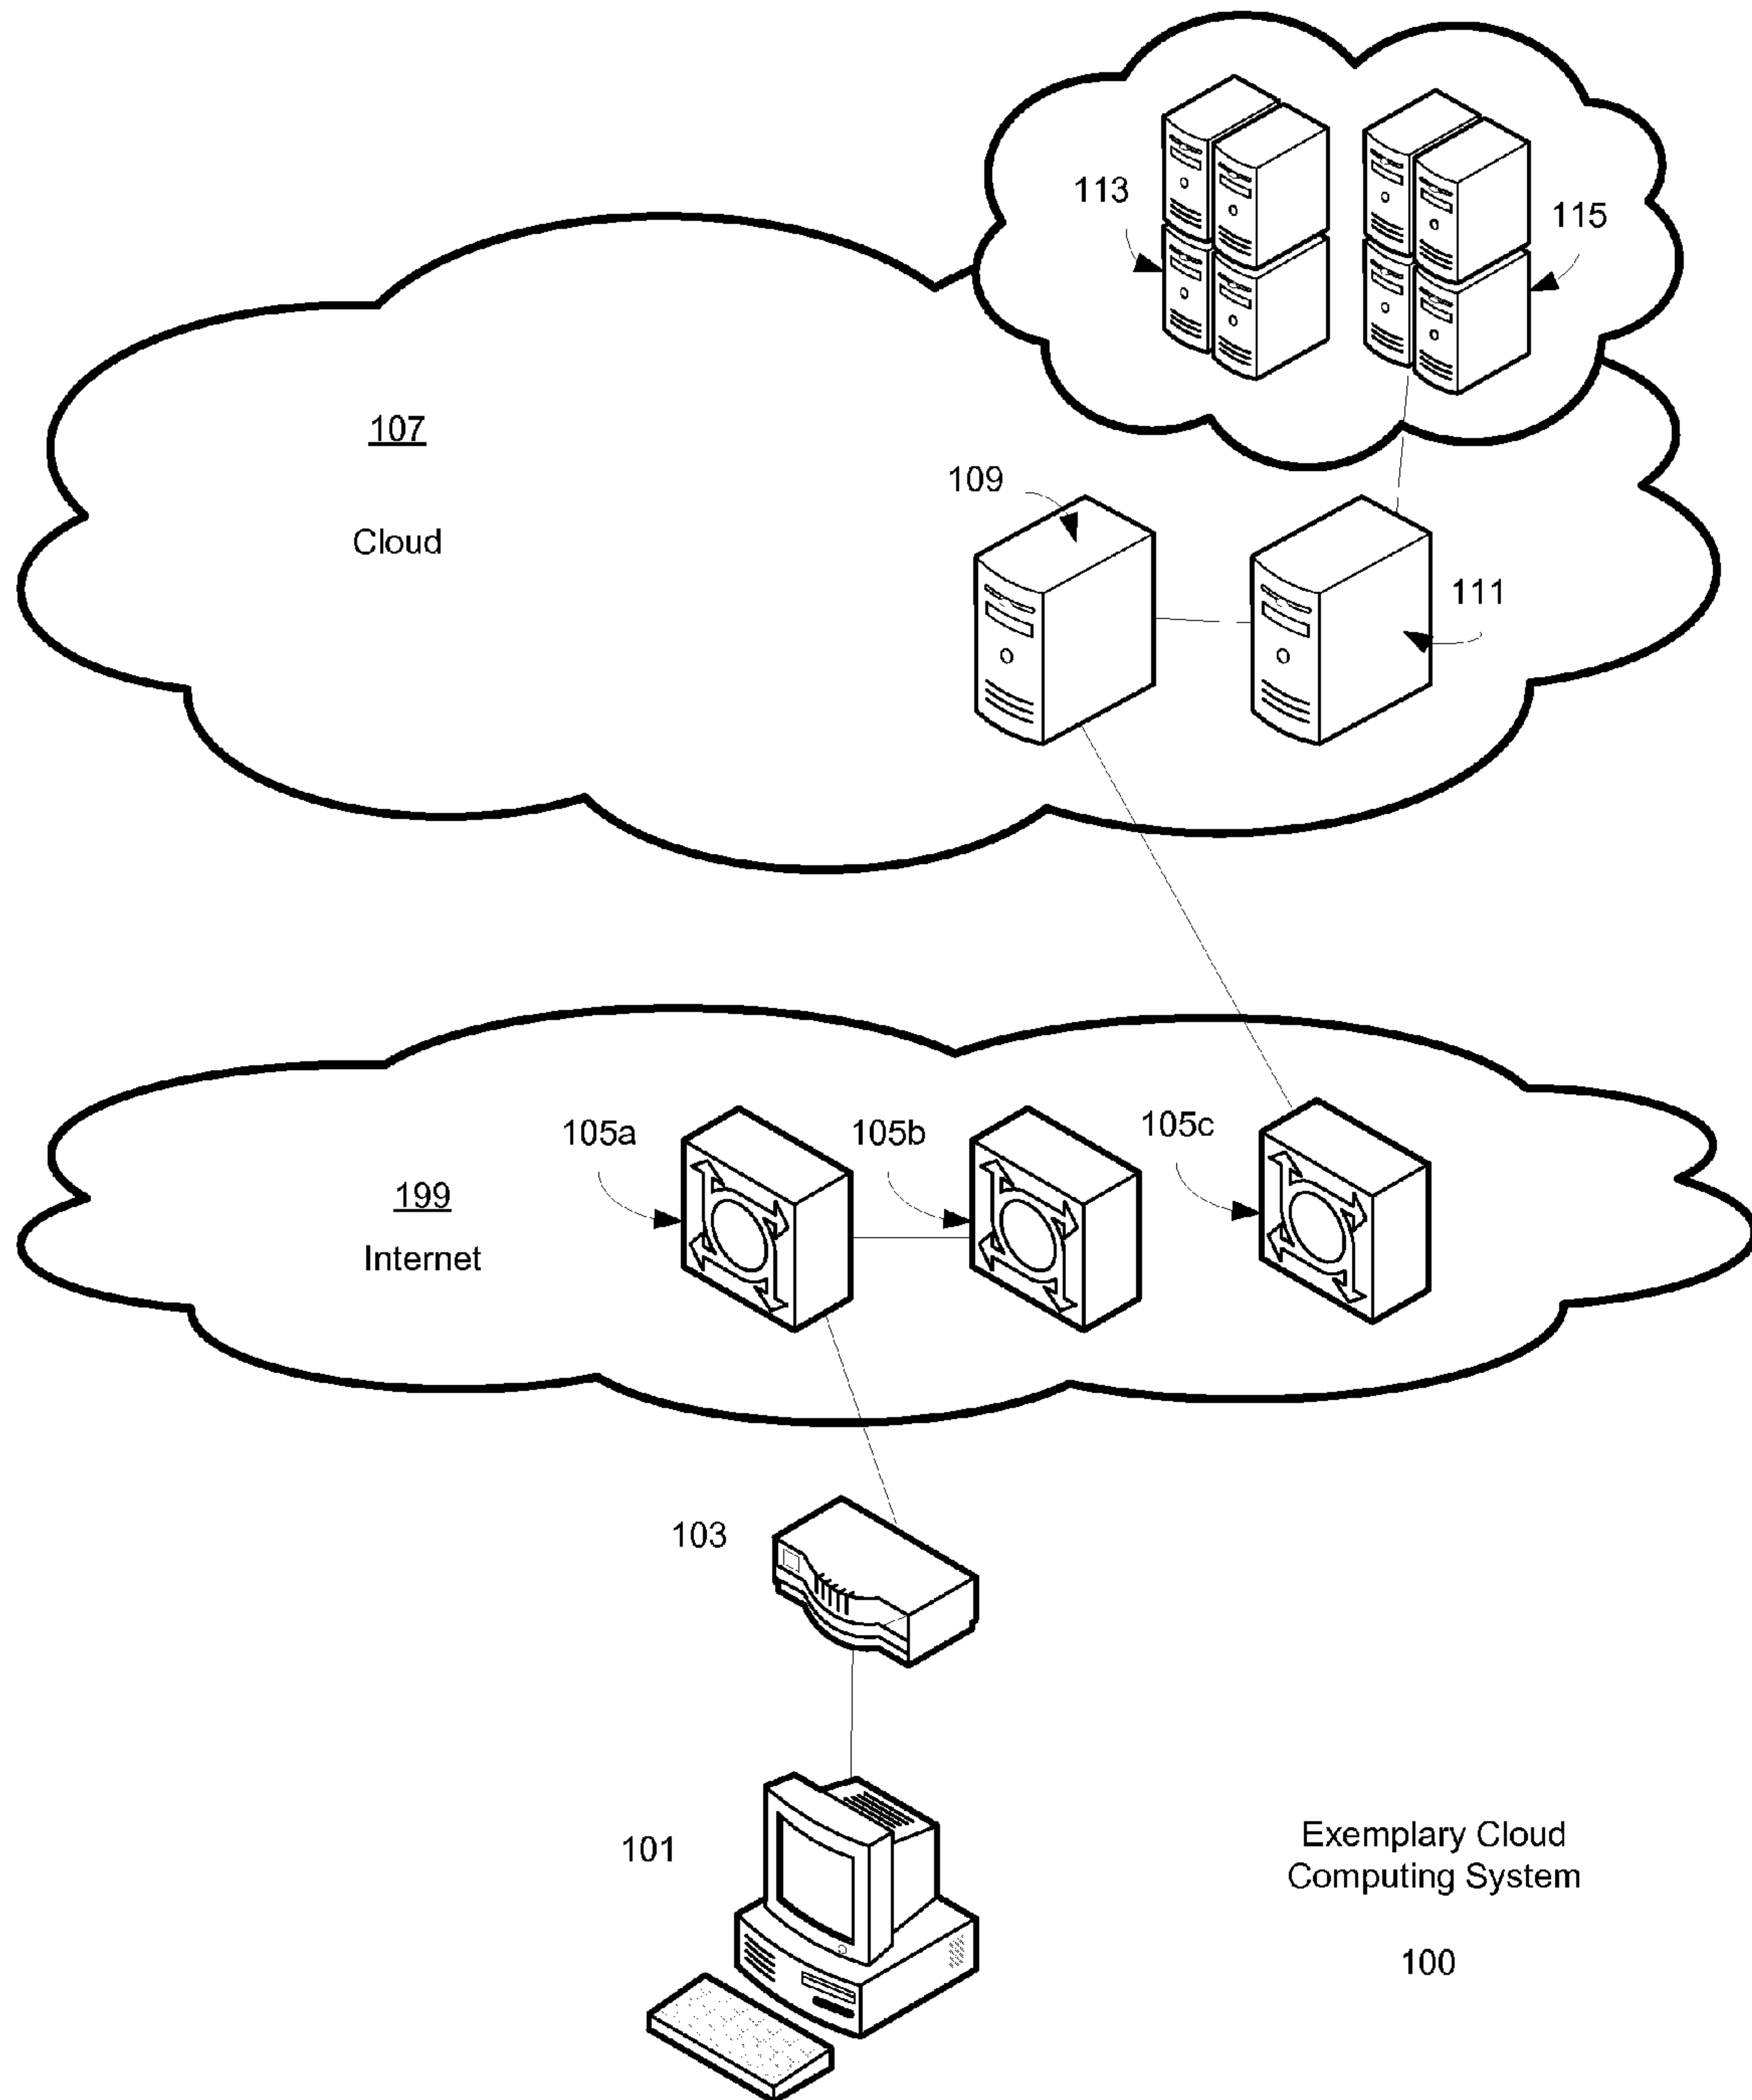 113
115
107
Cloud
109
111
105a
105b
105c
199
Internet
103
101
Exemplary Cloud
Computing System
100